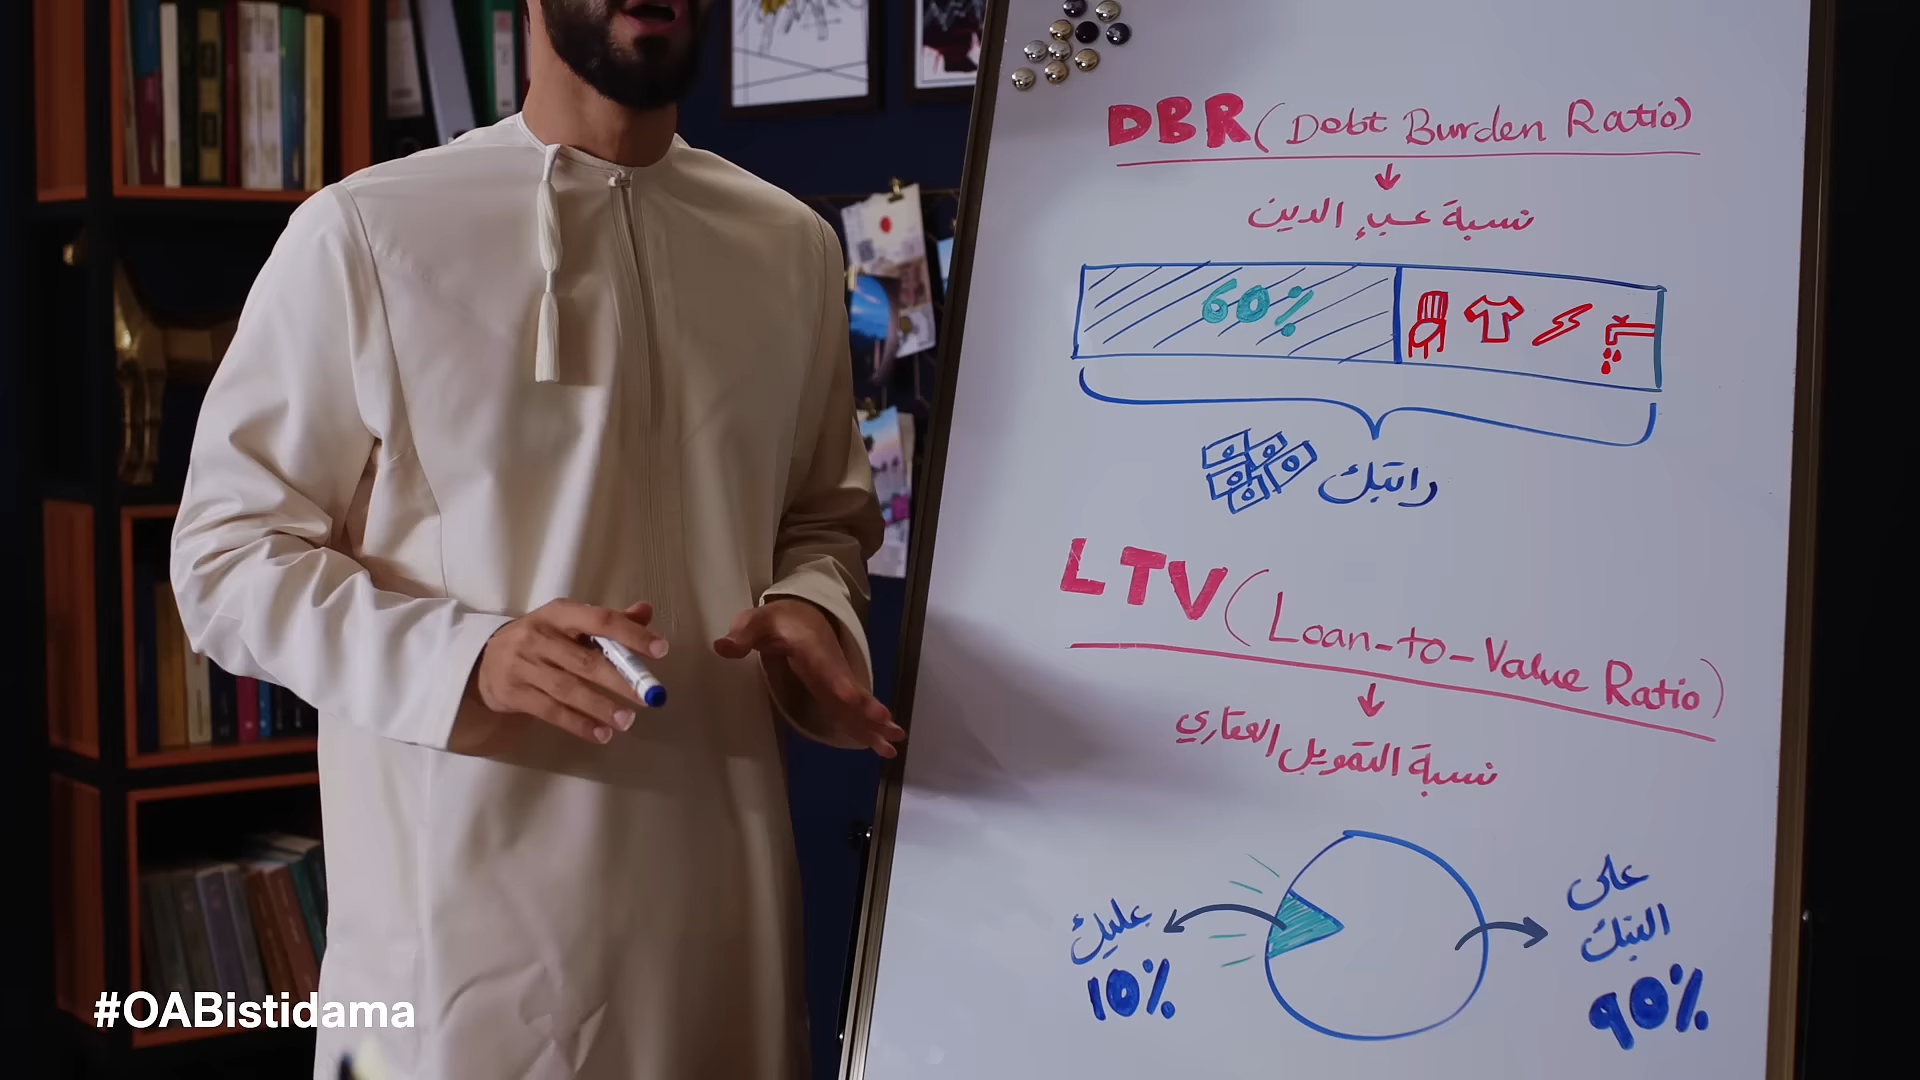 DBR (Debt Burden Ratio)
نسبة عبء الدين
60%
راتبك
LTV (Loan-to-Value Ratio)
نسبة التمويل العقاري
على
البنك
90%
عليك
10%
#OABistidama